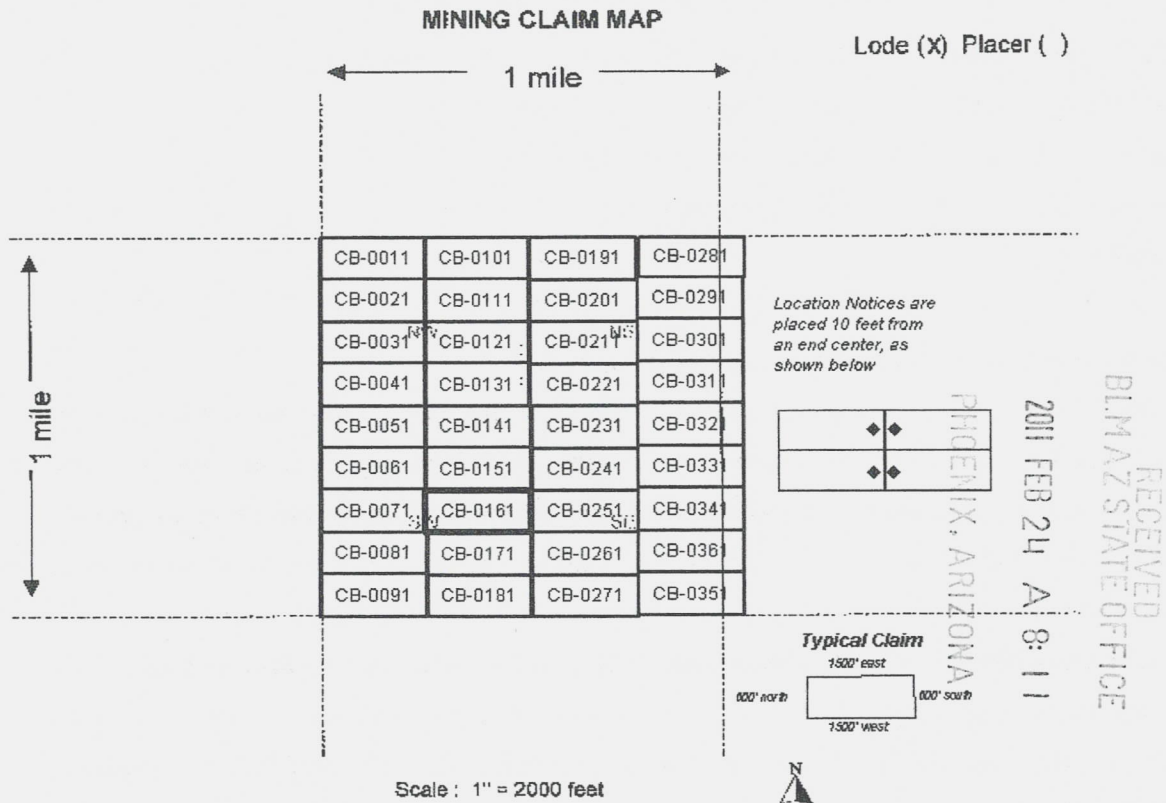 MINING CLAIM MAP
Lode (X) Placer ( )
1 mile
1 mile
CB-0011 CB-0101 CB-0191 CB-0281
CB-0021 CB-0111 CB-0201 CB-0291
CB-0031 NW CB-0121 CB-0211 NE CB-0301
CB-0041 CB-0131 CB-0221 CB-0311
CB-0051 CB-0141 CB-0231 CB-0321
CB-0061 CB-0151 CB-0241 CB-0331
CB-0071 SW CB-0161 CB-0251 SE CB-0341
CB-0081 CB-0171 CB-0261 CB-0361
CB-0091 CB-0181 CB-0271 CB-0351
Location Notices are
placed 10 feet from
an end center, as
shown below
Typical Claim
1500' east
600' north
600' south
1500' west
RECEIVED
BLM AZ STATE OFFICE
2011 FEB 24 A 8: 11
PHOENIX, ARIZONA
Scale : 1" = 2000 feet
N